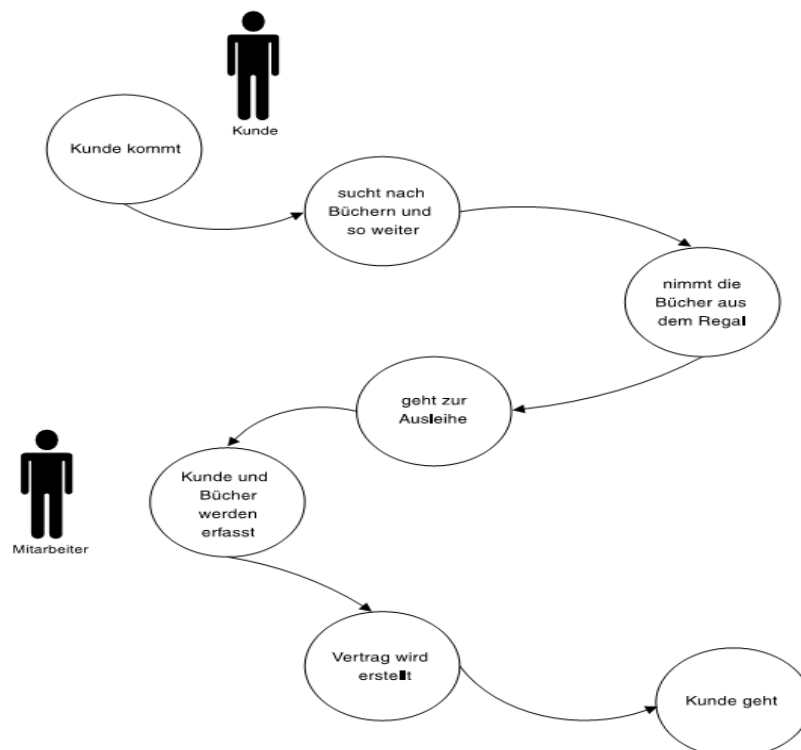 Kunde
Kunde kommt
sucht nach
Büchern und
so weiter
nimmt die
Bücher aus
dem Regal
geht zur
Ausleihe
Mitarbeiter
Kunde und
Bücher
werden
erfasst
Vertrag wird
erstellt
Kunde geht